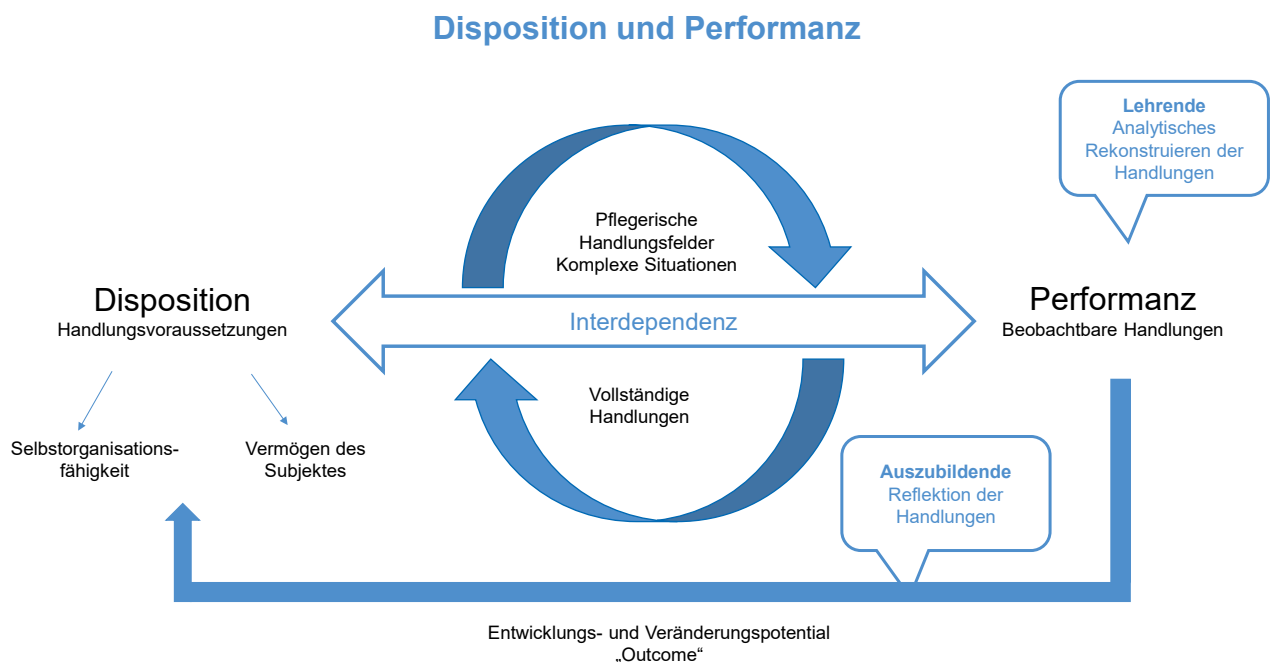 Disposition und Performanz
Lehrende
Analytisches
Rekonstruieren der
Handlungen
Pflegerische
Handlungsfelder
Komplexe Situationen
Disposition
Handlungsvoraussetzungen
Interdependenz
Performanz
Beobachtbare Handlungen
Vollständige
Handlungen
Selbstorganisations-
fähigkeit
Vermögen des
Subjektes
Auszubildende
Reflektion der
Handlungen
Entwicklungs- und Veränderungspotential
„Outcome“